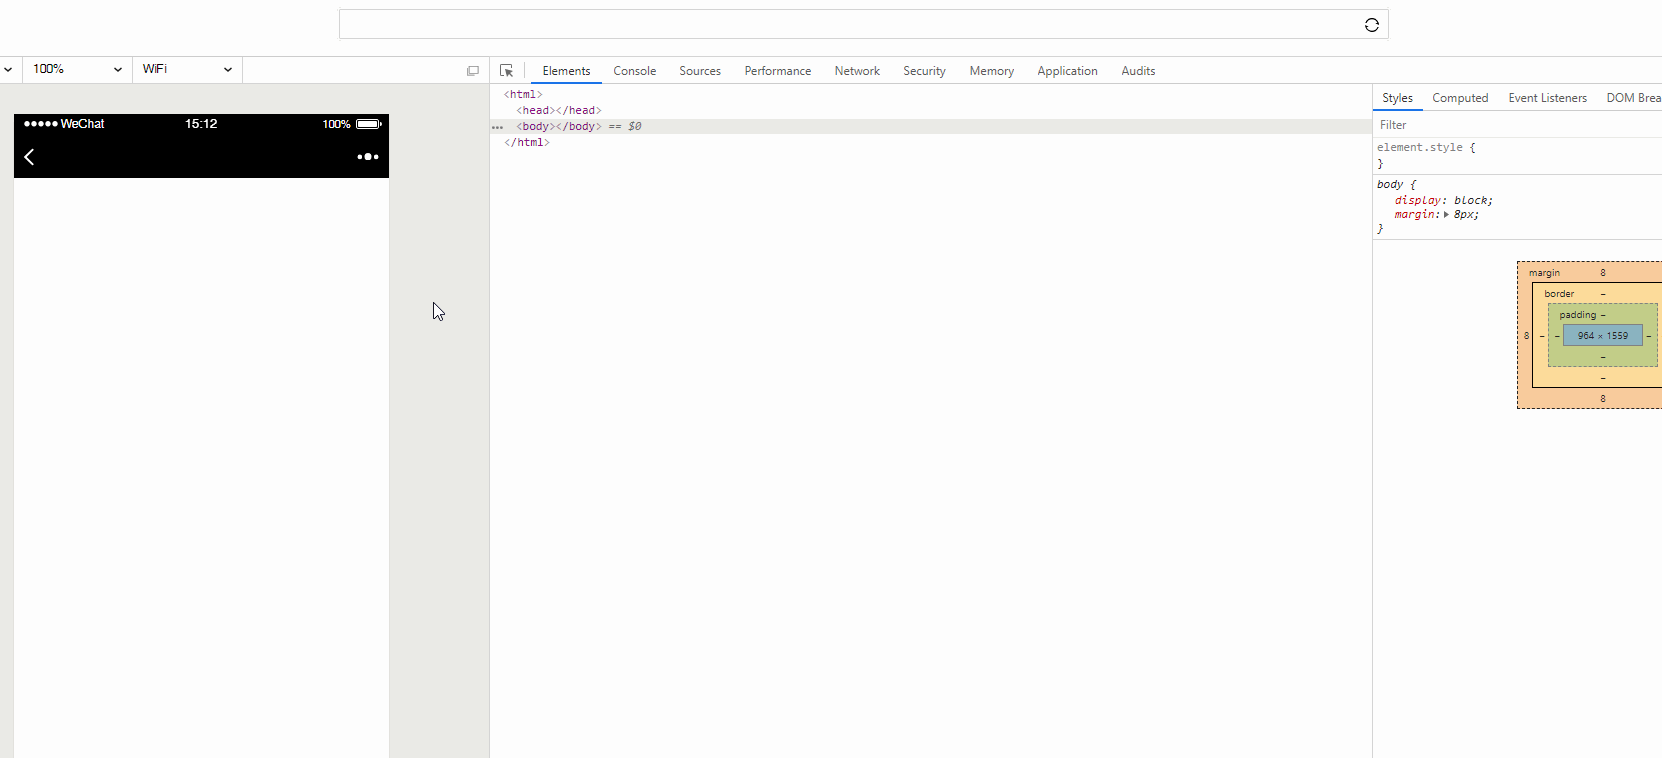 100% WiFi
Elements Console Sources Performance Network Security Memory Application Audits
WeChat 15:12 100%
<html>
<head></head>
••• <body></body> == $0
</html>
Styles Computed Event Listeners DOM Brea
Filter
element.style {
}
body {
display: block;
margin: 8px;
}
margin 8
border –
padding –
8 – – 964 × 1559 –
–
–
8